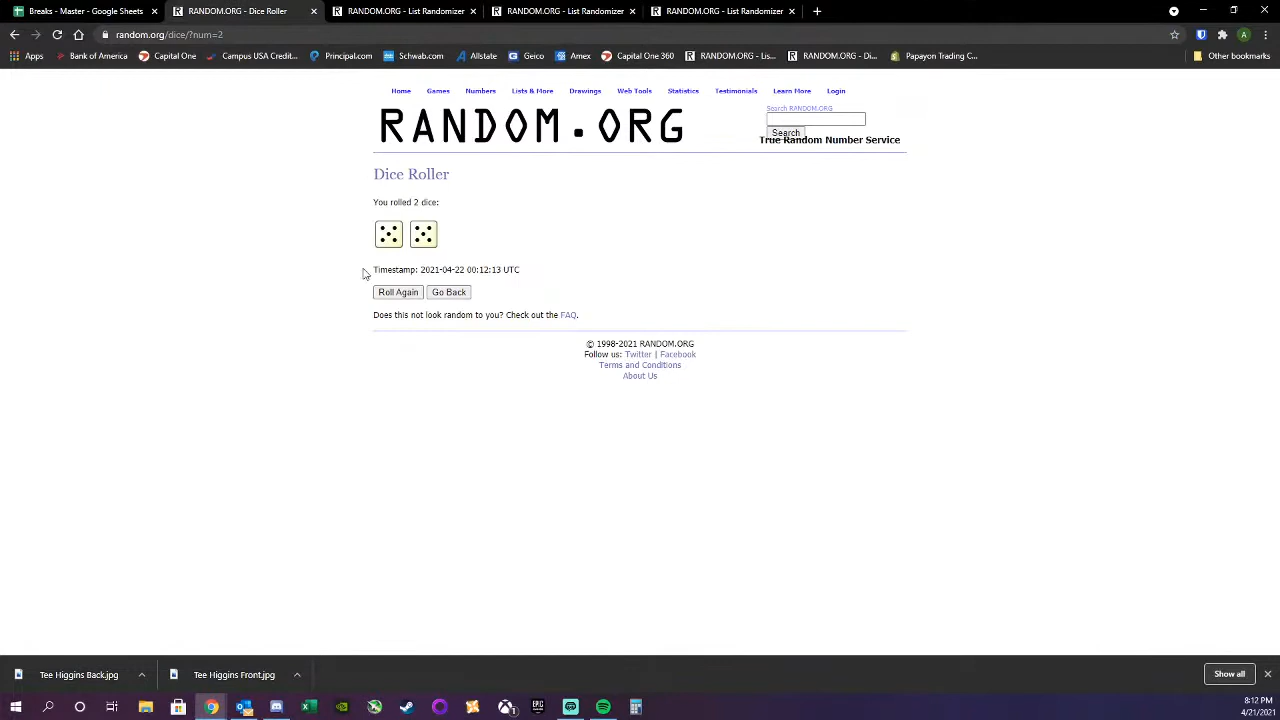 Breaks - Master - Google Sheets
RANDOM.ORG - Dice Roller
RANDOM.ORG - List Randomizer
RANDOM.ORG - List Randomizer
RANDOM.ORG - List Randomizer
random.org/dice/?num=2
A
Apps
Bank of America
Capital One
Campus USA Credit...
Principal.com
Schwab.com
Allstate
Geico
Amex
Capital One 360
RANDOM.ORG - Lis...
RANDOM.ORG - Di...
Papayon Trading C...
Other bookmarks
Home Games Numbers Lists & More Drawings Web Tools Statistics Testimonials Learn More Login
RANDOM.ORG
Search RANDOM.ORG
Search
True Random Number Service
Dice Roller
You rolled 2 dice:
Timestamp: 2021-04-22 00:12:13 UTC
Roll Again Go Back
Does this not look random to you? Check out the FAQ.
© 1998-2021 RANDOM.ORG
Follow us: Twitter | Facebook
Terms and Conditions
About Us
Tee Higgins Back.jpg
Tee Higgins Front.jpg
Show all
8:12 PM
4/21/2021